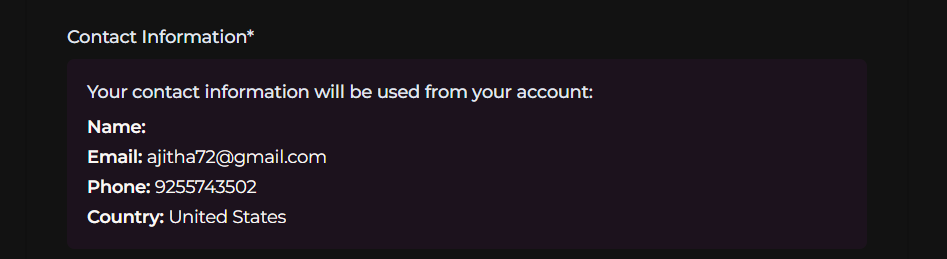 Contact Information*
Your contact information will be used from your account:
Name:
Email: ajitha72@gmail.com
Phone: 9255743502
Country: United States